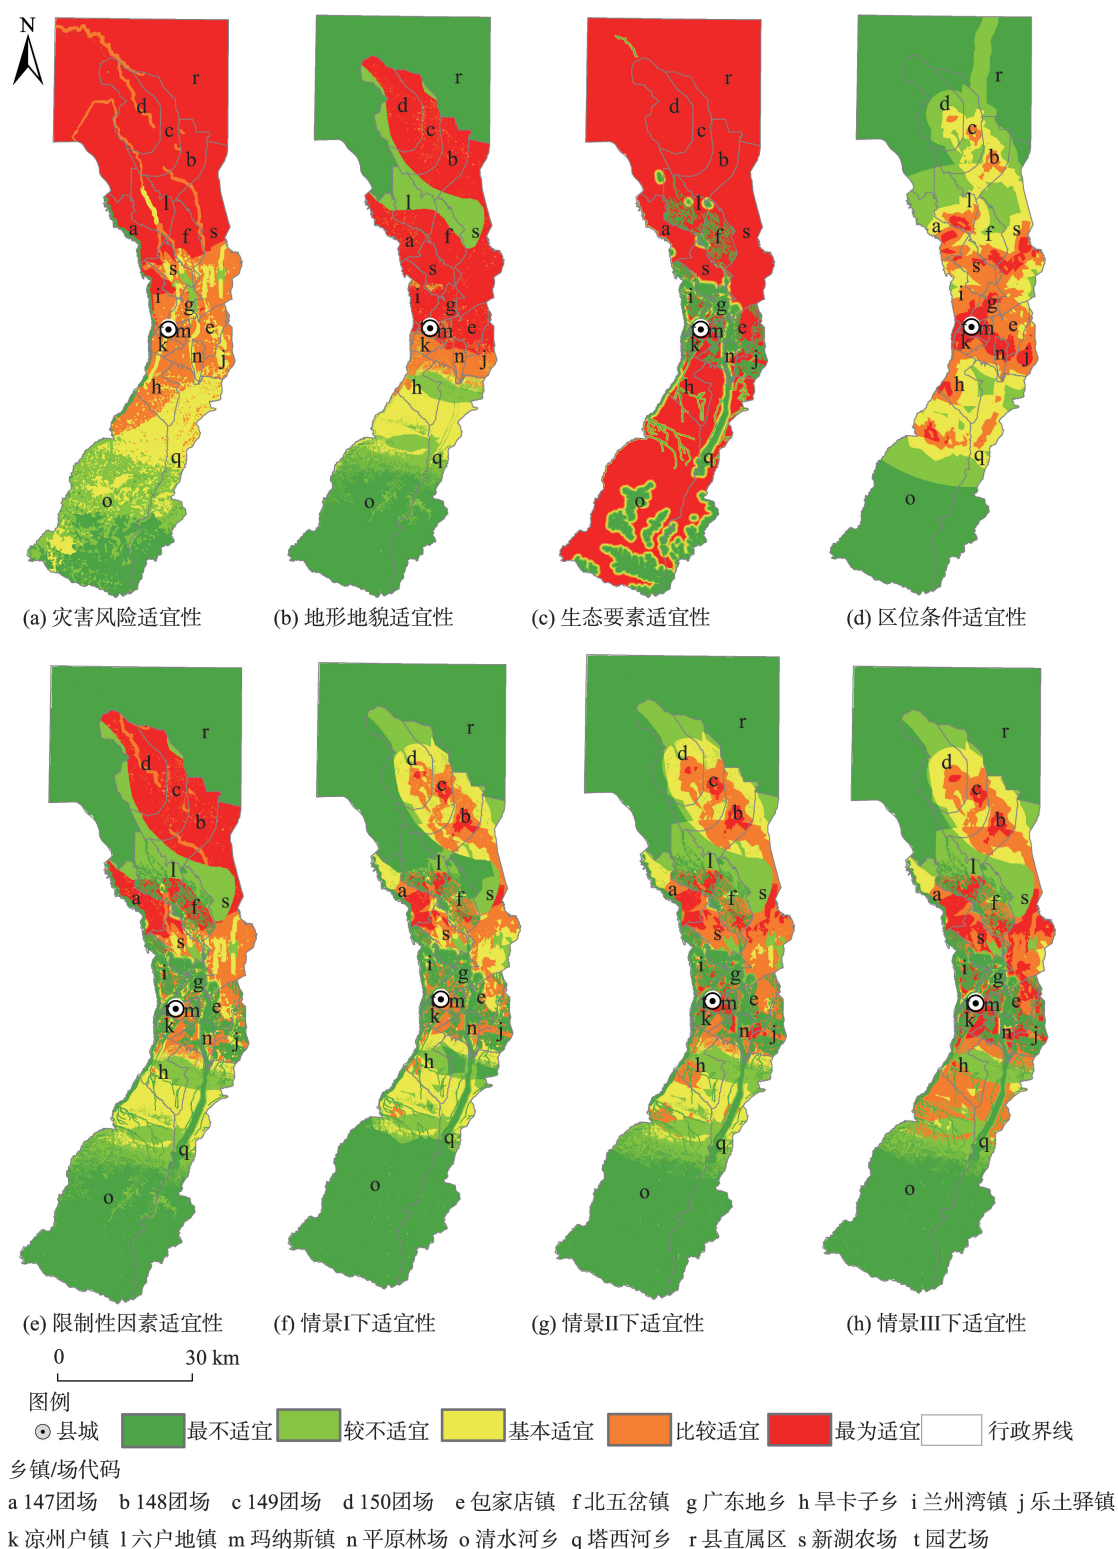 N
r
d
c
b
l
a
f
s
s
i
g
m
e
k
n
j
h
q
o
r
d
c
b
l
a
f
s
s
i
g
m
e
k
n
j
h
q
o
r
d
c
b
l
a
f
s
s
i
g
m
e
k
n
j
h
q
o
r
d
c
b
l
a
f
s
s
i
g
m
e
k
n
j
h
q
o
(a) 灾害风险适宜性 (b) 地形地貌适宜性 (c) 生态要素适宜性 (d) 区位条件适宜性
r
d
c
b
l
a
f
s
s
i
g
m
e
k
n
j
h
q
o
r
d
c
b
l
a
f
s
s
i
g
m
e
k
n
j
h
q
o
r
d
c
b
l
a
f
s
s
i
g
m
e
k
n
j
h
q
o
r
d
c
b
l
a
f
s
s
i
g
m
e
k
n
j
h
q
o
(e) 限制性因素适宜性 (f) 情景I下适宜性 (g) 情景II下适宜性 (h) 情景III下适宜性
0 30 km
图例
县城 最不适宜 较不适宜 基本适宜 比较适宜 最为适宜 行政界线
乡镇/场代码
a 147团场 b 148团场 c 149团场 d 150团场 e 包家店镇 f 北五岔镇 g 广东地乡 h 旱卡子乡 i 兰州湾镇 j 乐土驿镇
k 凉州户镇 l 六户地镇 m 玛纳斯镇 n 平原林场 o 清水河乡 q 塔西河乡 r 县直属区 s 新湖农场 t 园艺场